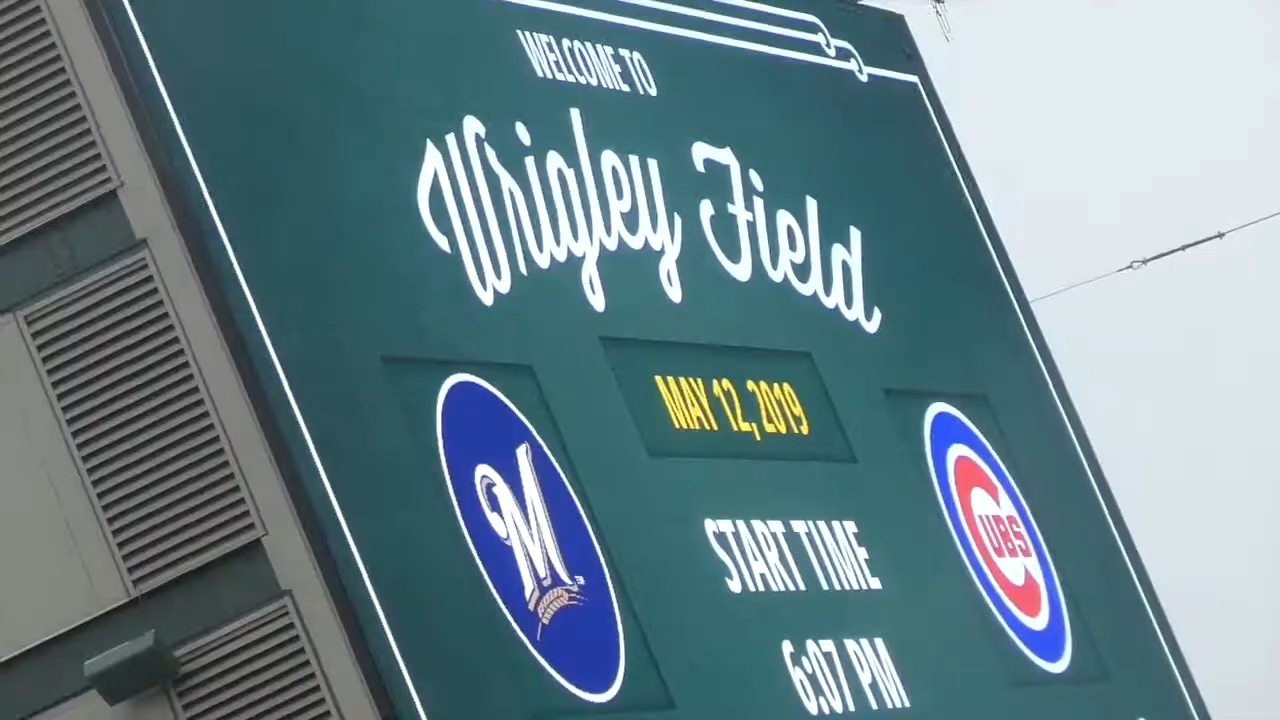 WELCOME TO
Wrigley Field
MAY 12, 2019
M
CUBS
START TIME
6:07 PM